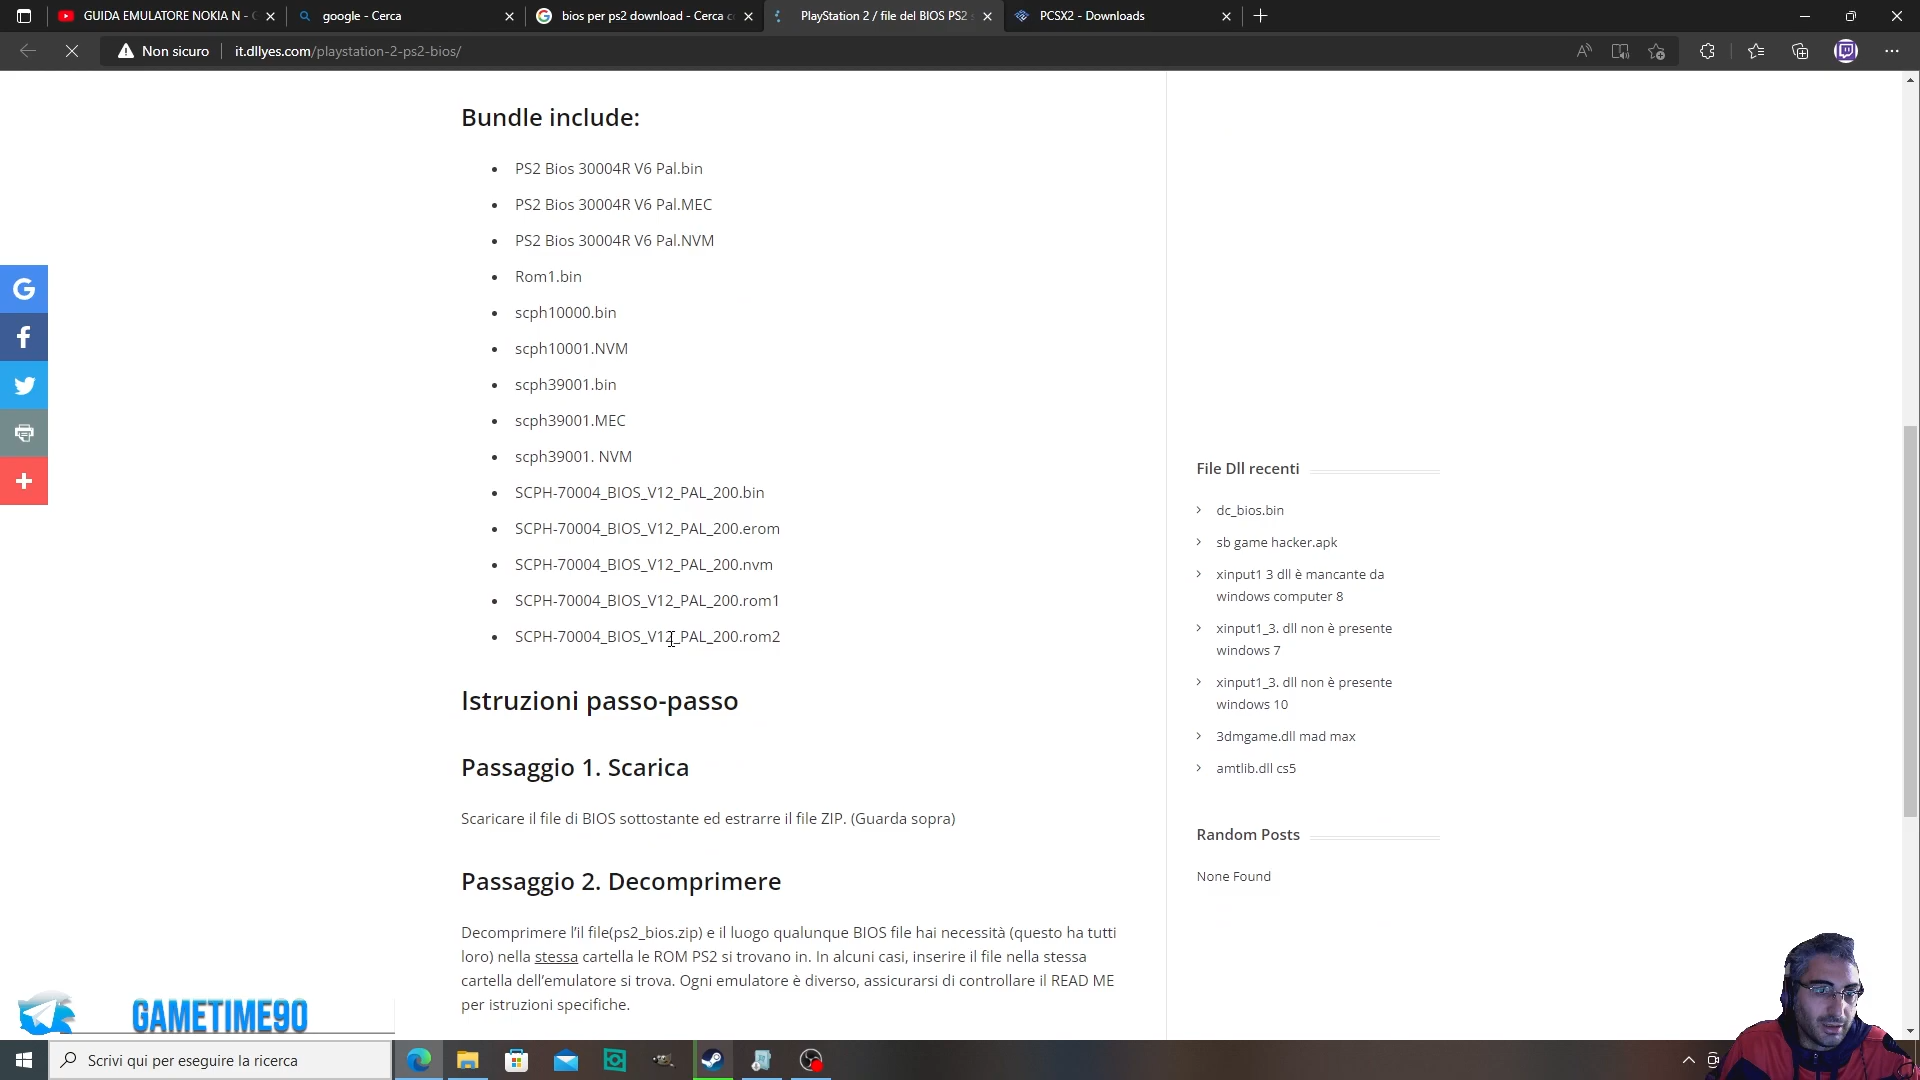 GUIDA EMULATORE NOKIA N -
google - Cerca
bios per ps2 download - Cerca c
PlayStation 2 / file del BIOS PS2
PCSX2 - Downloads
Non sicuro
it.dllyes.com/playstation-2-ps2-bios/
Bundle include:
PS2 Bios 30004R V6 Pal.bin
PS2 Bios 30004R V6 Pal.MEC
PS2 Bios 30004R V6 Pal.NVM
Rom1.bin
scph10000.bin
scph10001.NVM
scph39001.bin
scph39001.MEC
scph39001. NVM
SCPH-70004_BIOS_V12_PAL_200.bin
SCPH-70004_BIOS_V12_PAL_200.erom
SCPH-70004_BIOS_V12_PAL_200.nvm
SCPH-70004_BIOS_V12_PAL_200.rom1
SCPH-70004_BIOS_V12_PAL_200.rom2
Istruzioni passo-passo
Passaggio 1. Scarica
Scaricare il file di BIOS sottostante ed estrarre il file ZIP. (Guarda sopra)
Passaggio 2. Decomprimere
Decomprimere l'il file(ps2_bios.zip) e il luogo qualunque BIOS file hai necessità (questo ha tutti
loro) nella stessa cartella le ROM PS2 si trovano in. In alcuni casi, inserire il file nella stessa
cartella dell'emulatore si trova. Ogni emulatore è diverso, assicurarsi di controllare il READ ME
per istruzioni specifiche.
File Dll recenti
dc_bios.bin
sb game hacker.apk
xinput1 3 dll è mancante da
windows computer 8
xinput1_3. dll non è presente
windows 7
xinput1_3. dll non è presente
windows 10
3dmgame.dll mad max
amtlib.dll cs5
Random Posts
None Found
GAMETIME90
Scrivi qui per eseguire la ricerca